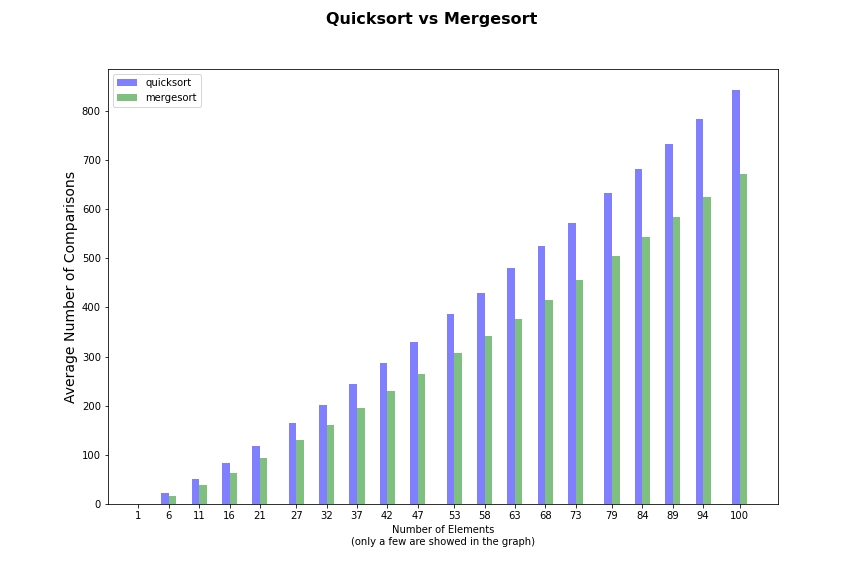 Quicksort vs Mergesort
quicksort
mergesort
Average Number of Comparisons
800
700
600
500
400
300
200
100
0
1 6 11 16 21 27 32 37 42 47 53 58 63 68 73 79 84 89 94 100
Number of Elements
(only a few are showed in the graph)